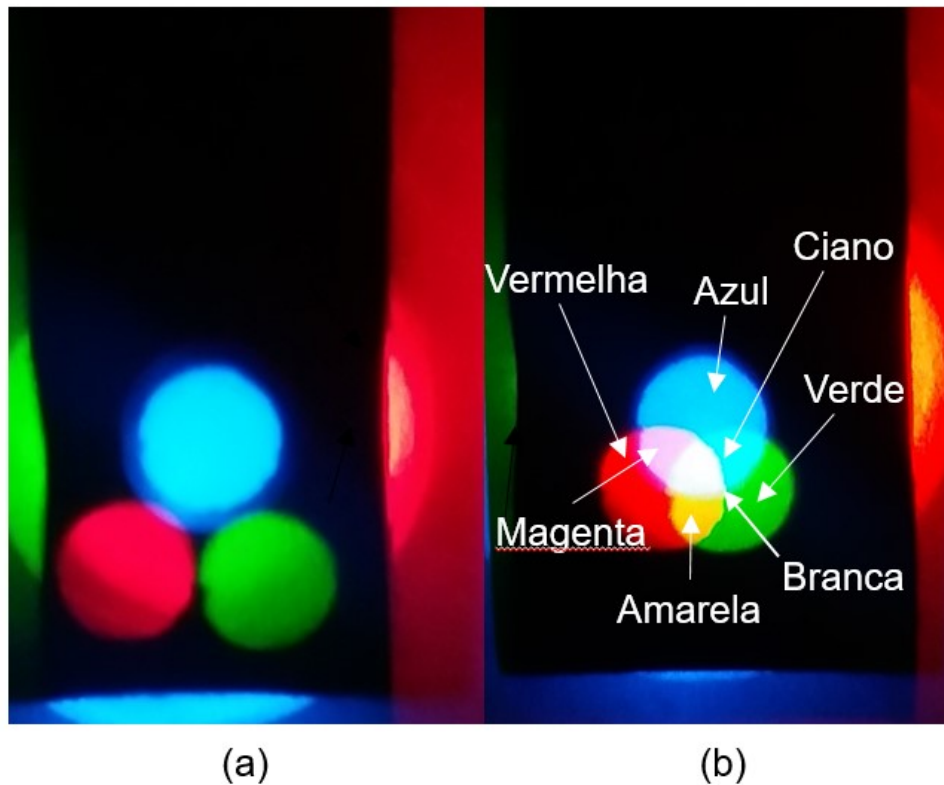 Ciano
Vermelha
Azul
Verde
Magenta
Branca
Amarela
(a)
(b)